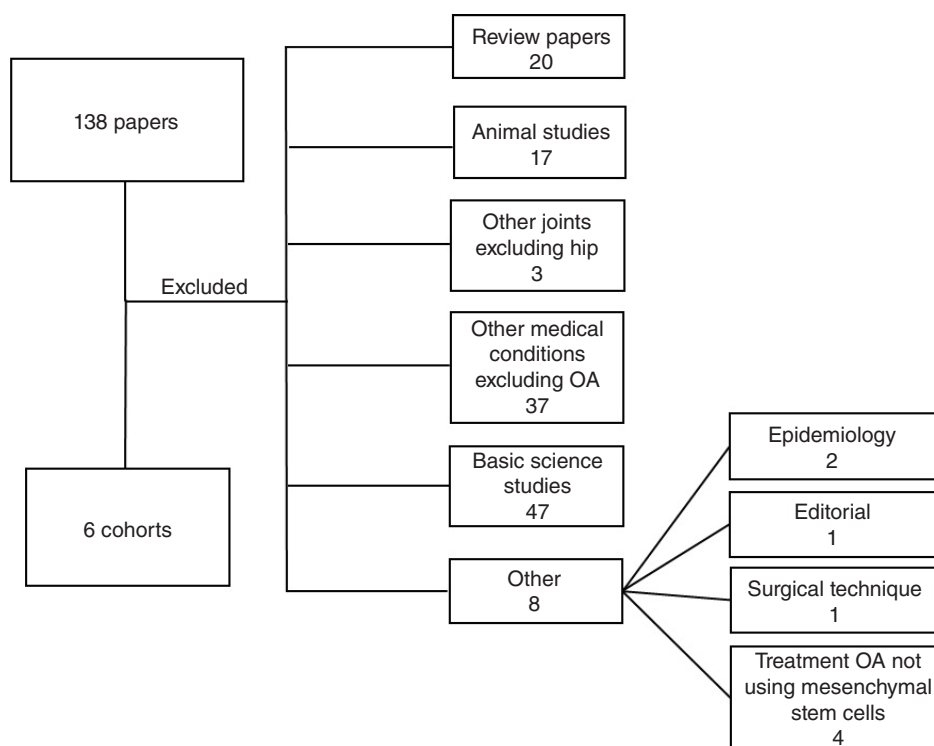 138 papers
Excluded
6 cohorts
Review papers
20
Animal studies
17
Other joints
excluding hip
3
Other medical
conditions
excluding OA
37
Basic science
studies
47
Other
8
Epidemiology
2
Editorial
1
Surgical technique
1
Treatment OA not
using mesenchymal
stem cells
4